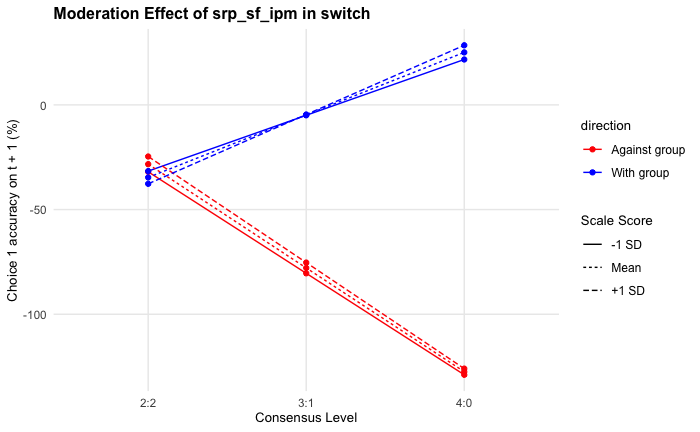 Moderation Effect of srp_sf_ipm in switch
Choice 1 accuracy on t + 1 (%)
0
-50
-100
2:2
3:1
4:0
Consensus Level
direction
Against group
With group
Scale Score
-1 SD
Mean
+1 SD